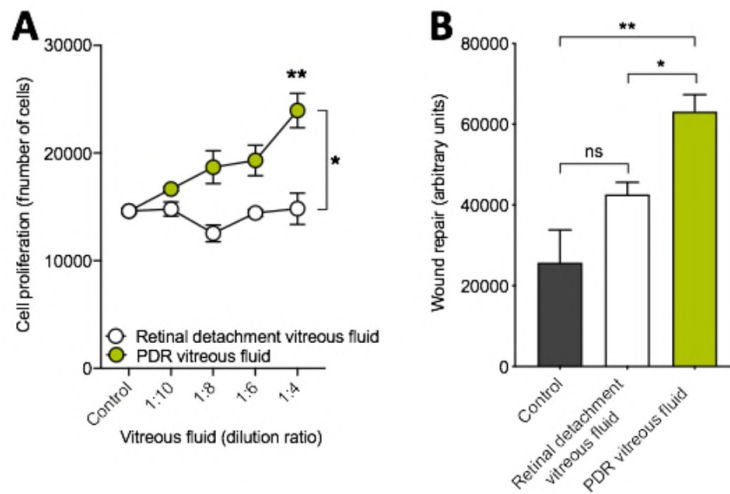 A
Cell proliferation (fnumber of cells)
30000
20000
10000
0
**
*
Retinal detachment vitreous fluid
PDR vitreous fluid
Control
1:10
1:8
1:6
1:4
Vitreous fluid (dilution ratio)
B
Wound repair (arbitrary units)
80000
60000
40000
20000
0
**
*
ns
Control
Retinal detachment
vitreous fluid
PDR vitreous fluid